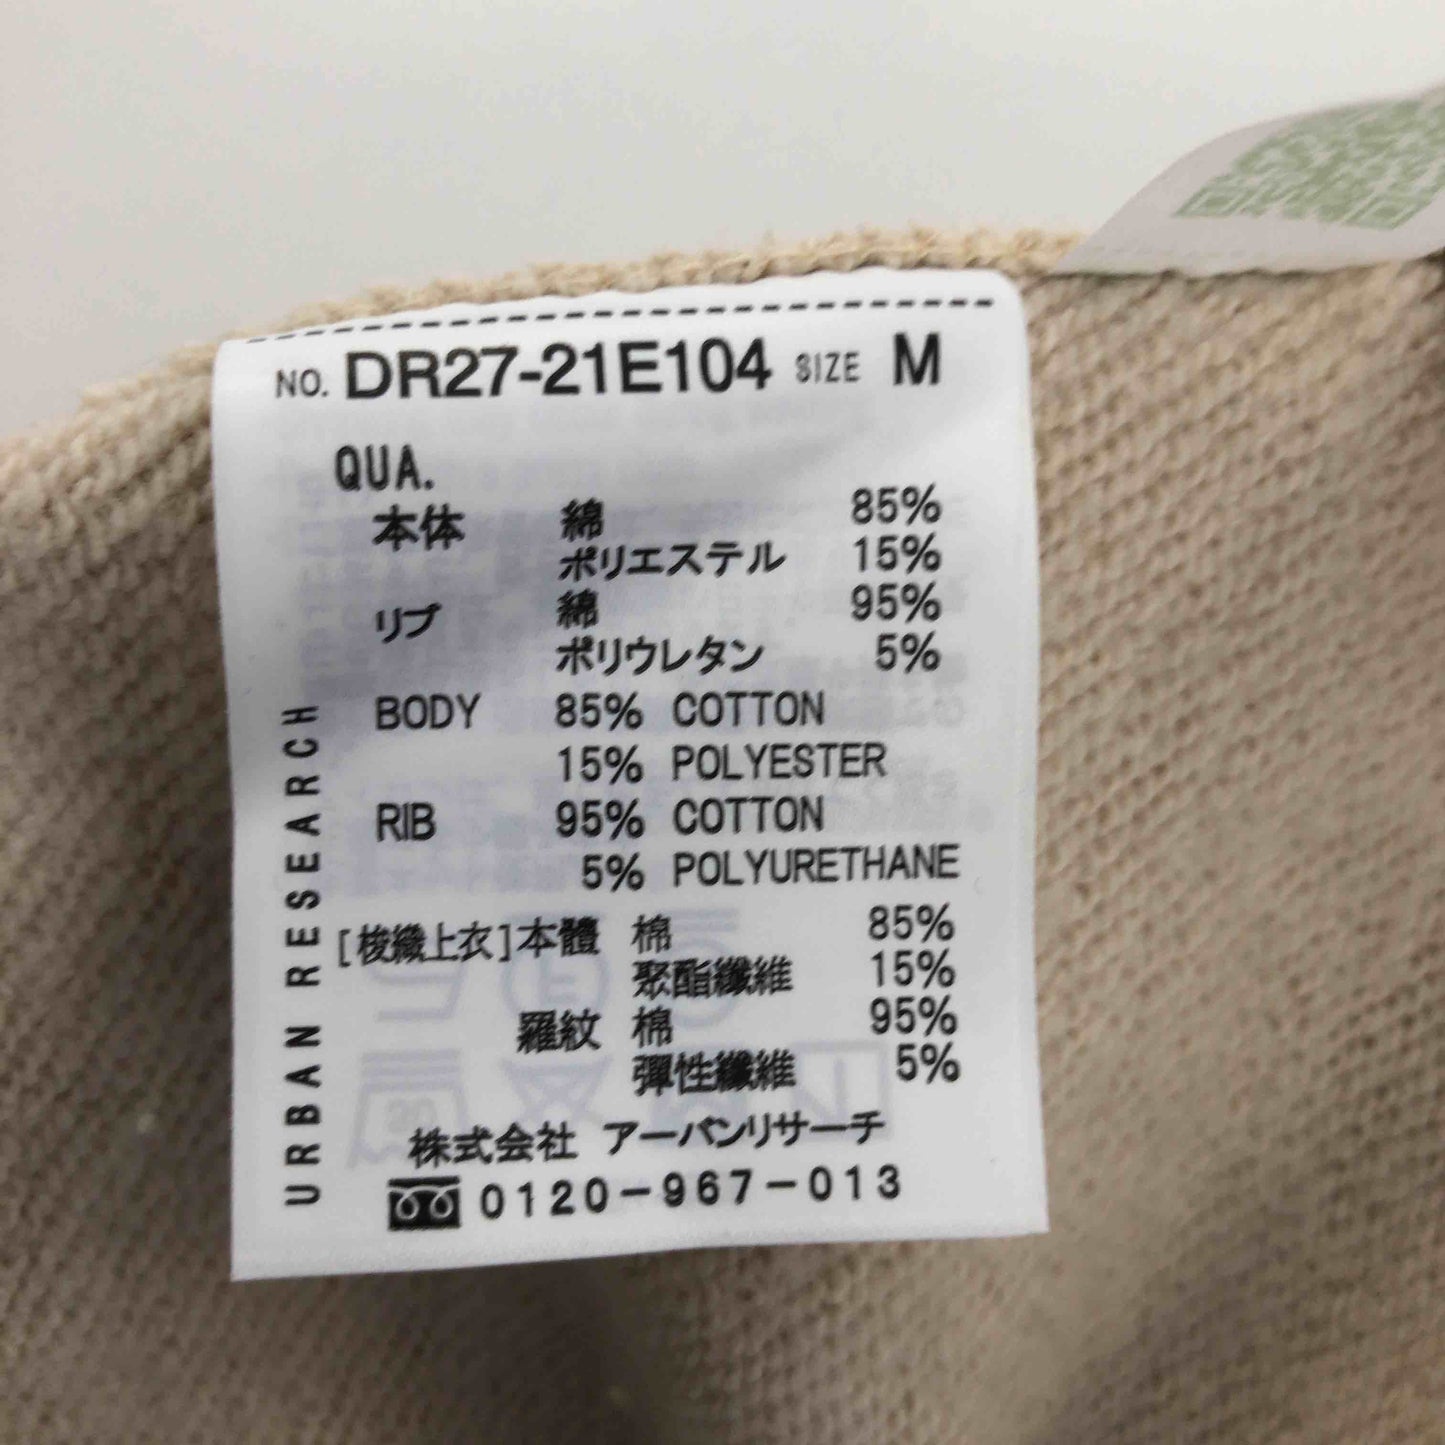 NO. DR27-21E104 SIZE M
QUA.
本体 綿 85%
ポリエステル 15%
リブ 綿 95%
ポリウレタン 5%
BODY 85% COTTON
15% POLYESTER
RIB 95% COTTON
5% POLYURETHANE
[梭織上衣]本體 棉 85%
聚酯纖維 15%
羅紋 棉 95%
彈性纖維 5%
株式会社 アーバンリサーチ
0120-967-013
URBAN RESEARCH